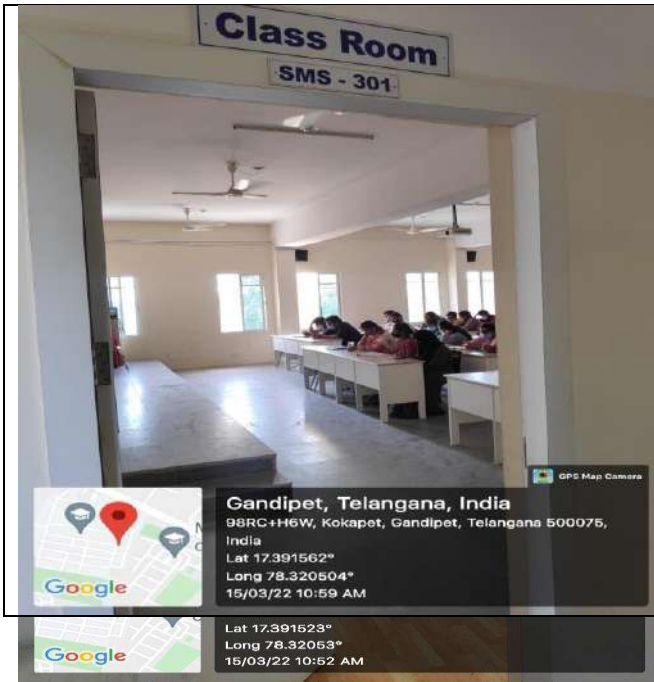 Class Room
SMS - 301
GPS Map Camera
Gandipet, Telangana, India
98RC+H6W, Kokapet, Gandipet, Telangana 500075,
India
Lat 17.391562°
Long 78.320504°
15/03/22 10:59 AM
Google
Lat 17.391523°
Long 78.32053°
15/03/22 10:52 AM
Google